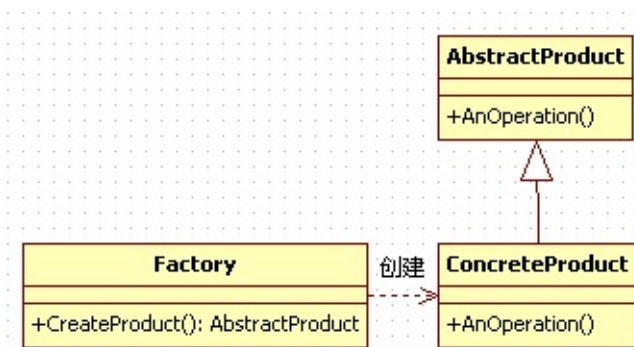 AbstractProduct
+AnOperation()
Factory
+CreateProduct(): AbstractProduct
创建
ConcreteProduct
+AnOperation()